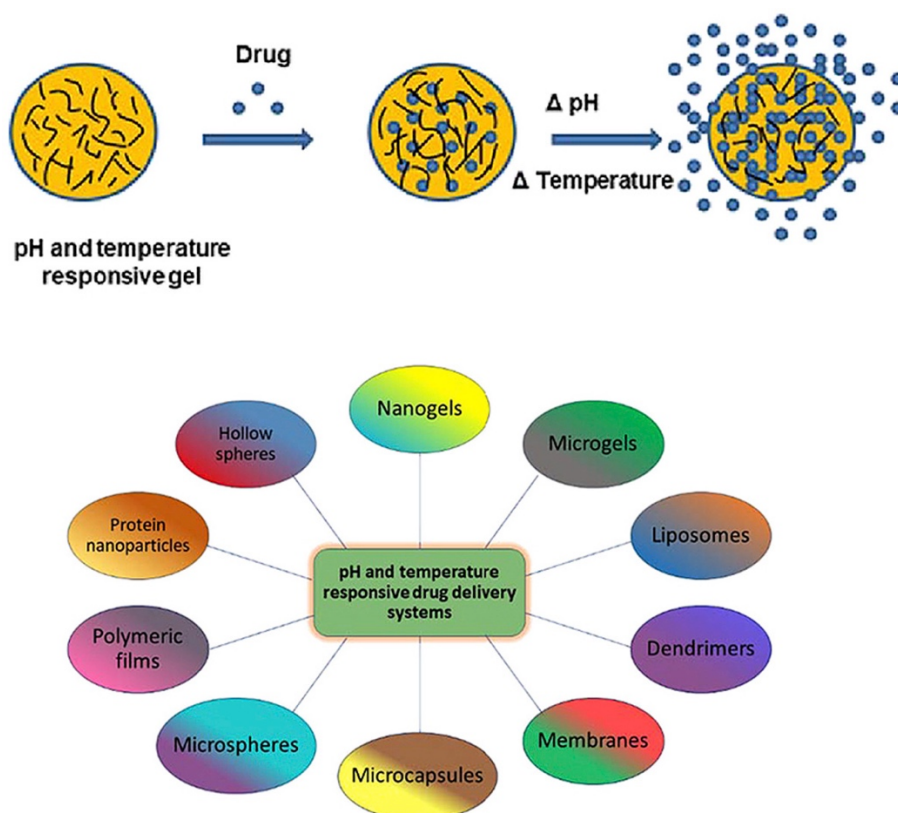 Drug
Δ pH
Δ Temperature
pH and temperature
responsive gel
Nanogels
Hollow
spheres
Microgels
Protein
nanoparticles
Liposomes
pH and temperature
responsive drug delivery
systems
Polymeric
films
Dendrimers
Microspheres
Membranes
Microcapsules